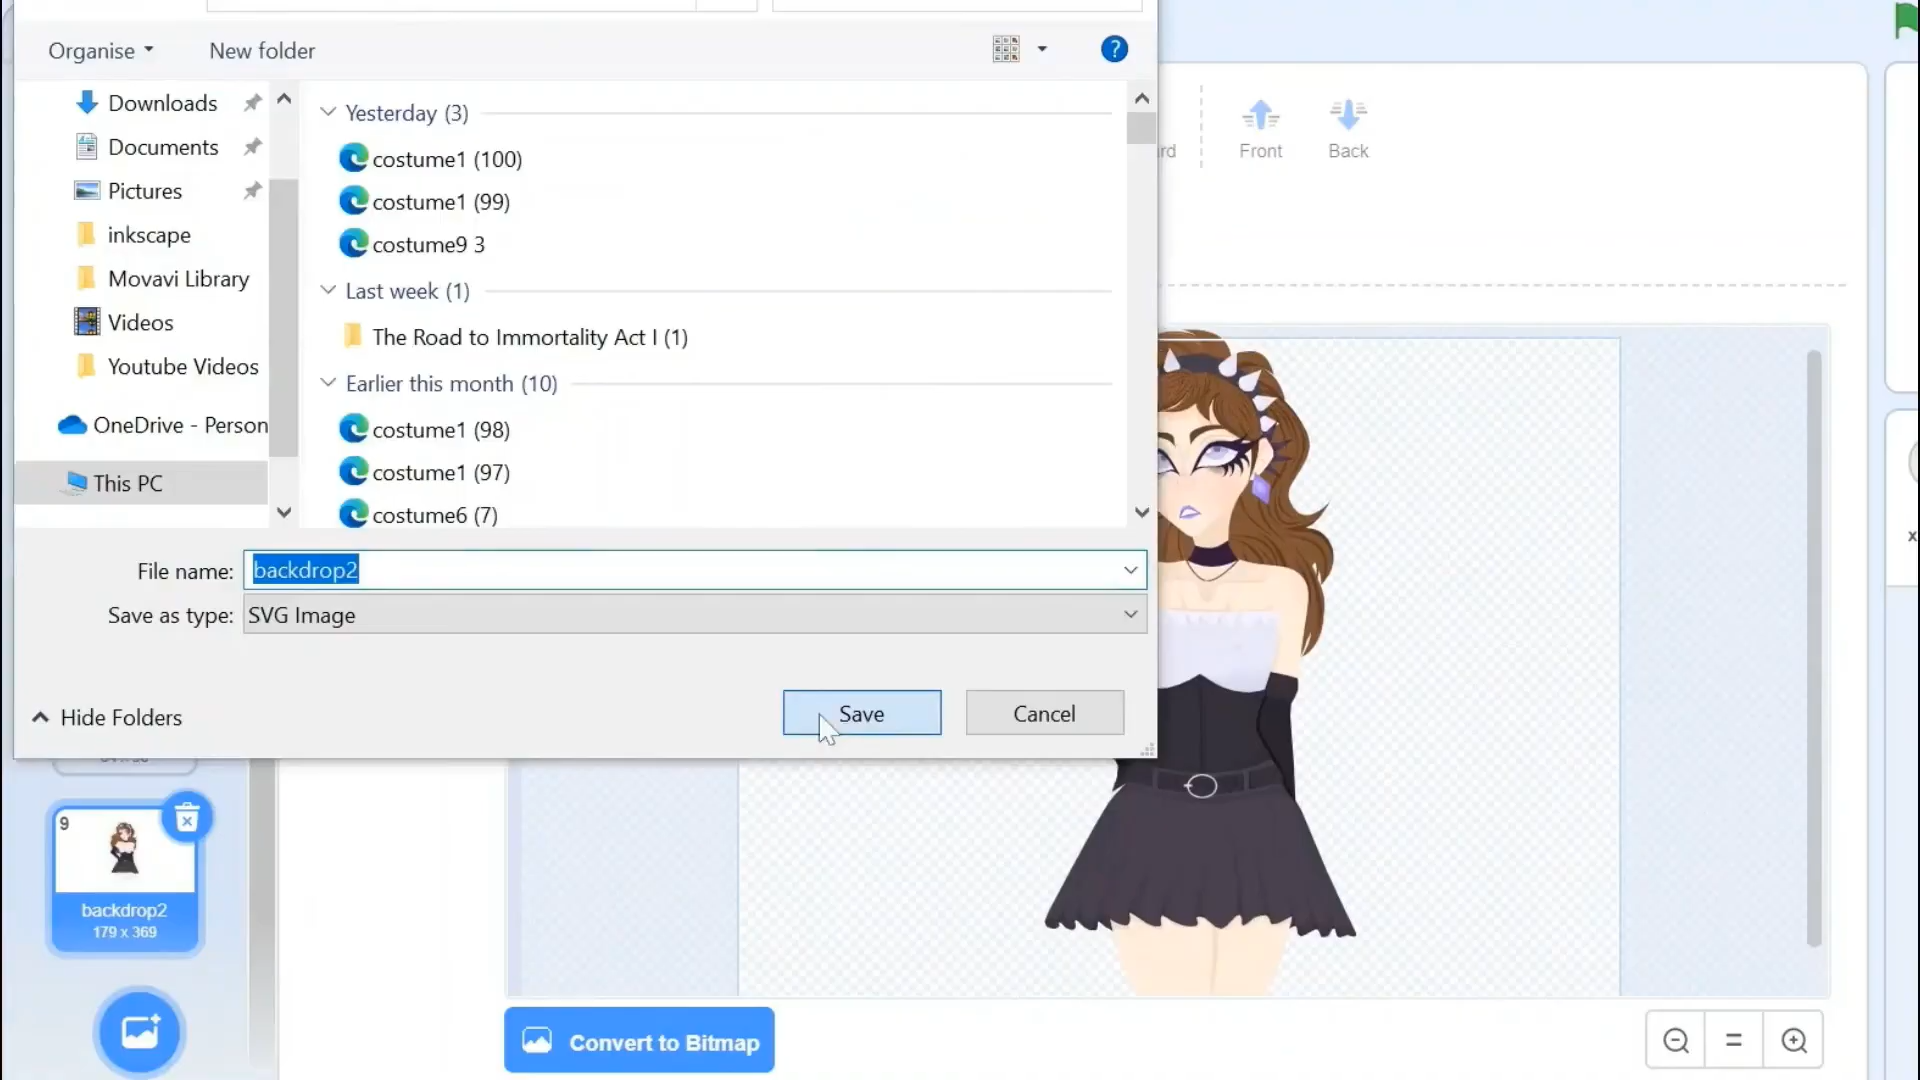 Organise
New folder
?
Downloads
Documents
Pictures
inkscape
Movavi Library
Videos
Youtube Videos
OneDrive - Person
This PC
Yesterday (3)
costume1 (100)
costume1 (99)
costume9 3
Last week (1)
The Road to Immortality Act I (1)
Earlier this month (10)
costume1 (98)
costume1 (97)
costume6 (7)
File name: backdrop2
Save as type: SVG Image
Hide Folders
Save
Cancel
rd
Front
Back
x
9
backdrop2
179 x 369
Convert to Bitmap